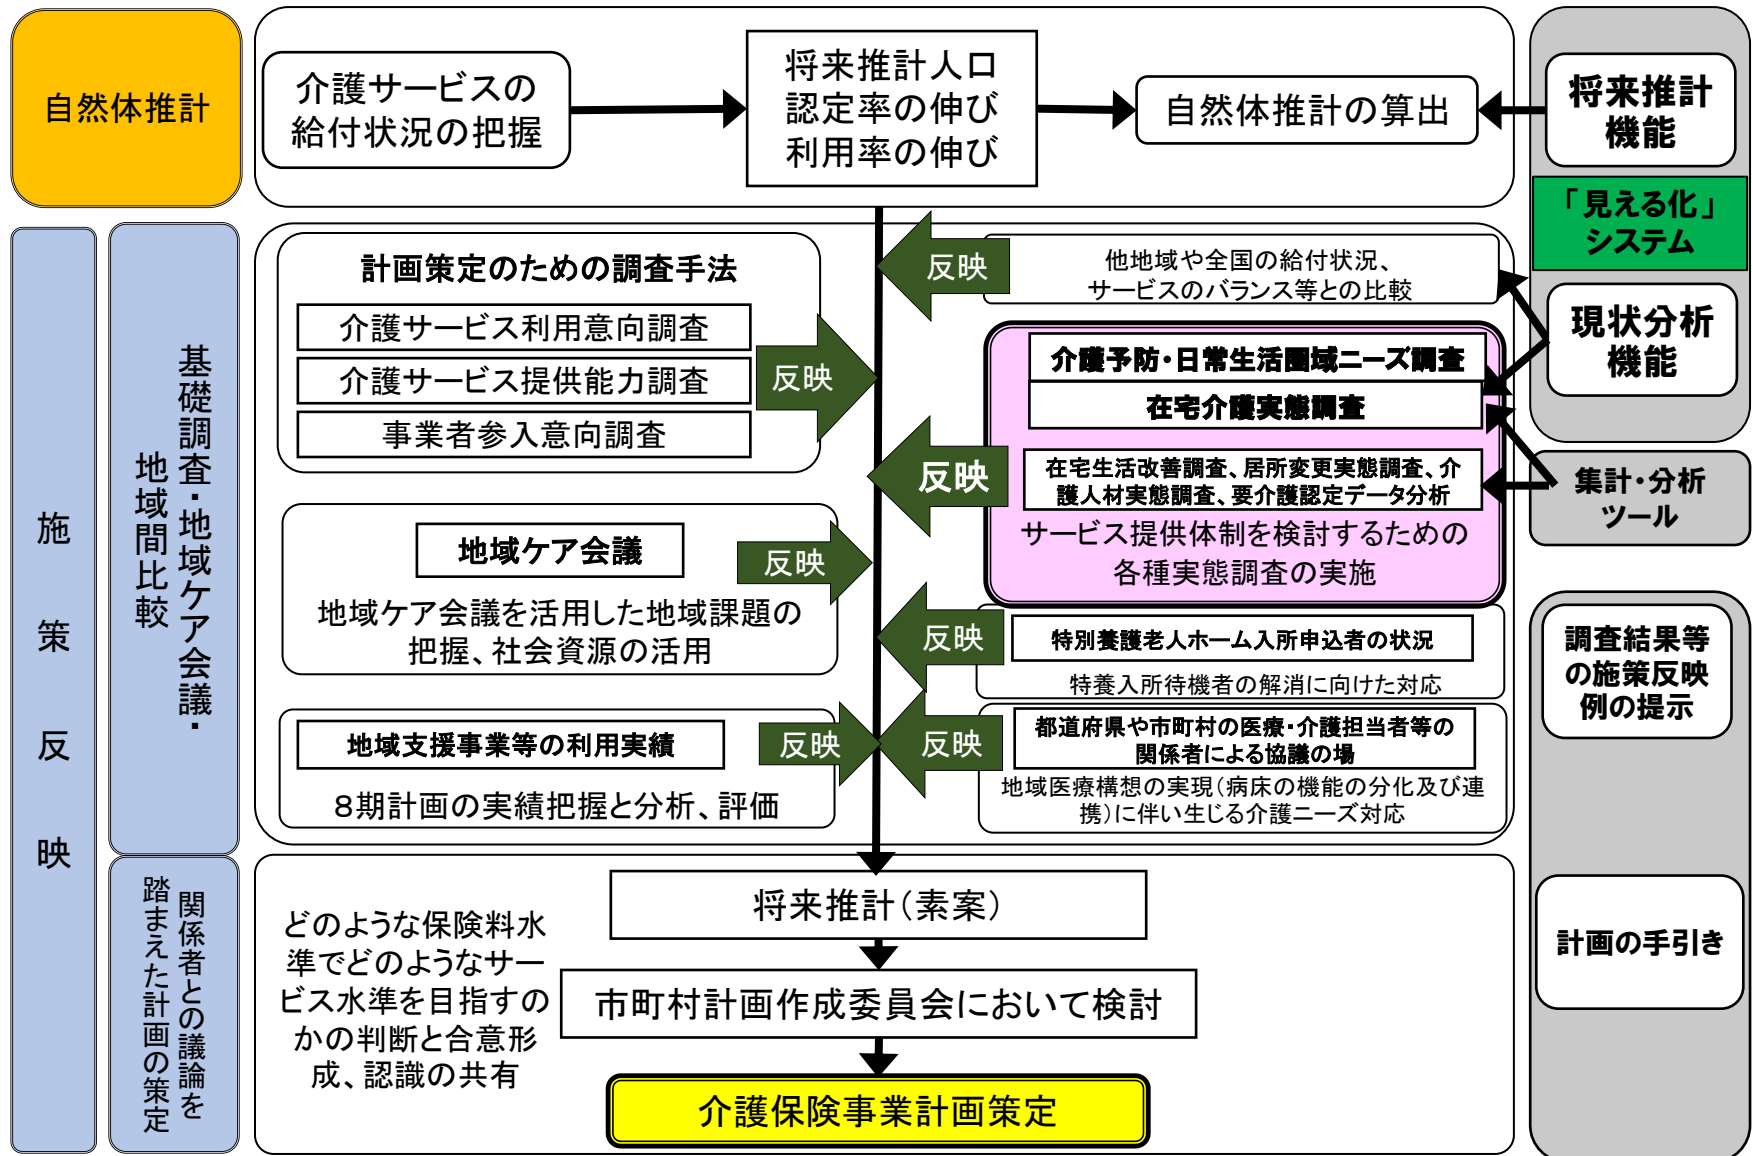 自然体推計
介護サービスの
給付状況の把握
将来推計人口
認定率の伸び
利用率の伸び
自然体推計の算出
将来推計
機能
「見える化」
システム
現状分析
機能
集計・分析
ツール
施策反映
基礎調査・地域ケア会議・
地域間比較
計画策定のための調査手法
介護サービス利用意向調査
介護サービス提供能力調査
事業者参入意向調査
反映
反映
他地域や全国の給付状況、
サービスのバランス等との比較
介護予防・日常生活圏域ニーズ調査
在宅介護実態調査
反映
在宅生活改善調査、居所変更実態調査、介
護人材実態調査、要介護認定データ分析
サービス提供体制を検討するための
各種実態調査の実施
地域ケア会議
反映
地域ケア会議を活用した地域課題の
把握、社会資源の活用
反映
特別養護老人ホーム入所申込者の状況
特養入所待機者の解消に向けた対応
地域支援事業等の利用実績
反映
8期計画の実績把握と分析、評価
反映
都道府県や市町村の医療・介護担当者等の
関係者による協議の場
地域医療構想の実現(病床の機能の分化及び連
携)に伴い生じる介護ニーズ対応
調査結果等
の施策反映
例の提示
計画の手引き
関係者との議論を
踏まえた計画の策定
どのような保険料水
準でどのようなサー
ビス水準を目指すの
かの判断と合意形
成、認識の共有
将来推計(素案)
市町村計画作成委員会において検討
介護保険事業計画策定